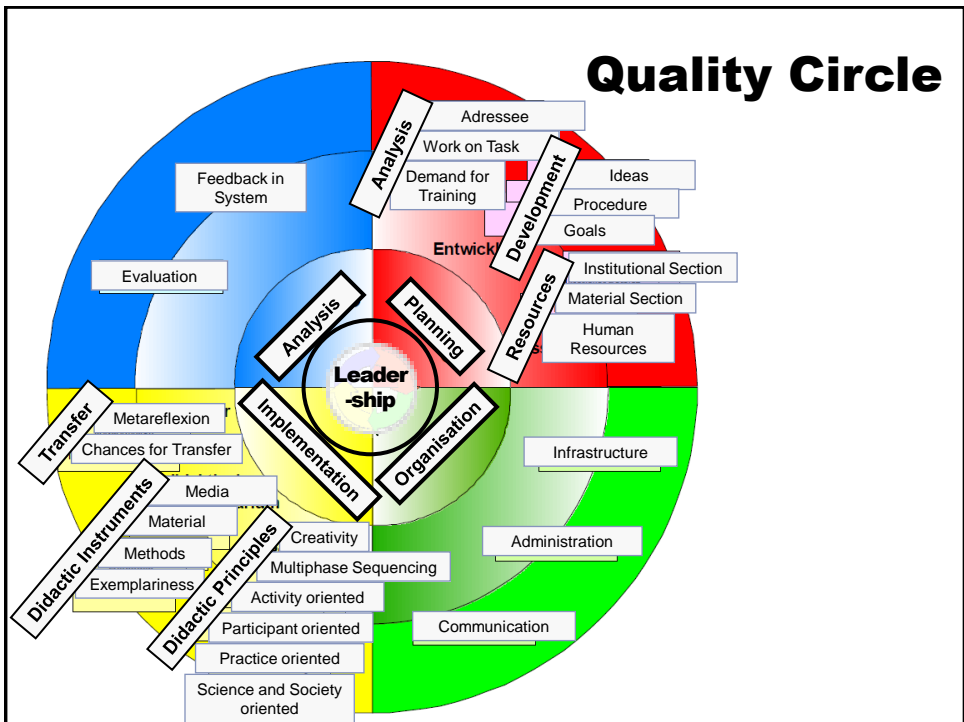 Quality Circle
Analysis
Adressee
Work on Task
Demand for
Training
Development
Ideas
Procedure
Goals
Entwickl
Resources
Institutional Section
Material Section
Human
Resources
Feedback in
System
Evaluation
Analysis
Planning
Leader
-ship
Implementation
Organisation
Transfer
Metareflexion
Chances for Transfer
Didactic Instruments
Media
Material
Methods
Exemplariness
Didactic Principles
Creativity
Multiphase Sequencing
Activity oriented
Participant oriented
Practice oriented
Science and Society
oriented
Infrastructure
Administration
Communication